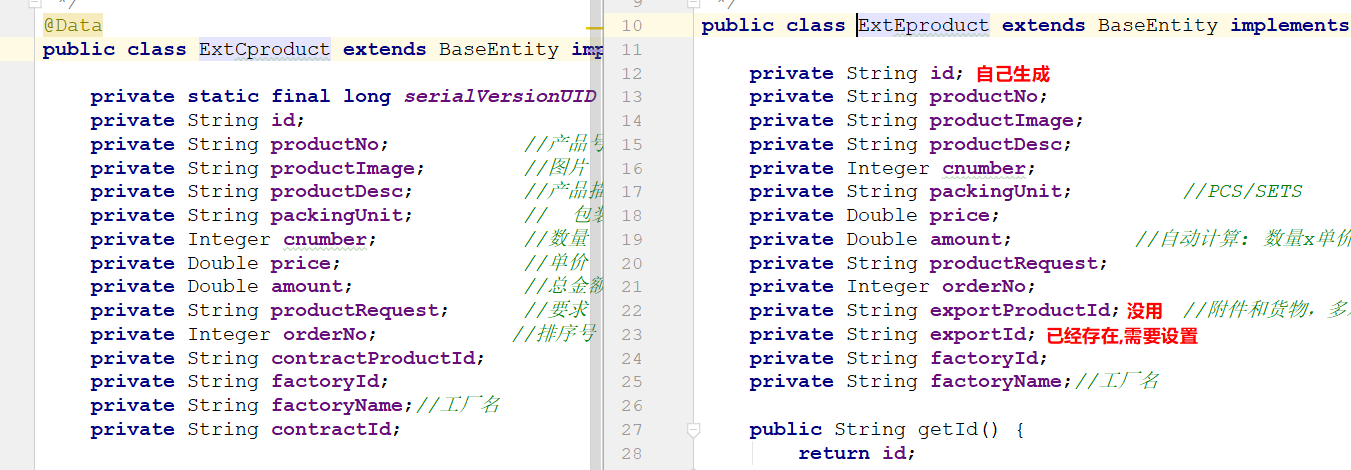 */
@Data
public class ExtCproduct extends BaseEntity imp
private static final long serialVersionUID
private String id;
private String productNo; //产品号
private String productImage; //图片
private String productDesc; //产品描
private String packingUnit; // 包装
private Integer cnumber; //数量
private Double price; //单价
private Double amount; //总金额
private String productRequest; //要求
private Integer orderNo; //排序号
private String contractProductId;
private String factoryId;
private String factoryName;//工厂名
private String contractId;
9 */
10 public class ExtEproduct extends BaseEntity implements
11
12 private String id; 自己生成
13 private String productNo;
14 private String productImage;
15 private String productDesc;
16 private Integer cnumber;
17 private String packingUnit; //PCS/SETS
18 private Double price;
19 private Double amount; //自动计算: 数量x单价
20 private String productRequest;
21 private Integer orderNo;
22 private String exportProductId; 没用 //附件和货物，多
23 private String exportId; 已经存在,需要设置
24 private String factoryId;
25 private String factoryName;//工厂名
26
27 public String getId() {
28 return id;